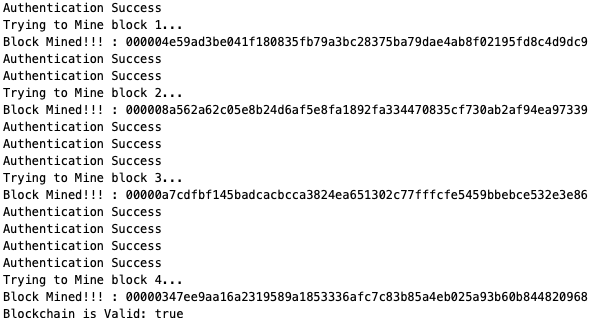 Authentication Success
Trying to Mine block 1...
Block Mined!!! : 000004e59ad3be041f180835fb79a3bc28375ba79dae4ab8f02195fd8c4d9dc9
Authentication Success
Authentication Success
Trying to Mine block 2...
Block Mined!!! : 000008a562a62c05e8b24d6af5e8fa1892fa334470835cf730ab2af94ea97339
Authentication Success
Authentication Success
Authentication Success
Trying to Mine block 3...
Block Mined!!! : 00000a7cdfbf145badcacbcca3824ea651302c77fffcfe5459bbebce532e3e86
Authentication Success
Authentication Success
Authentication Success
Authentication Success
Trying to Mine block 4...
Block Mined!!! : 00000347ee9aa16a2319589a1853336afc7c83b85a4eb025a93b60b844820968
Blockchain is Valid: true